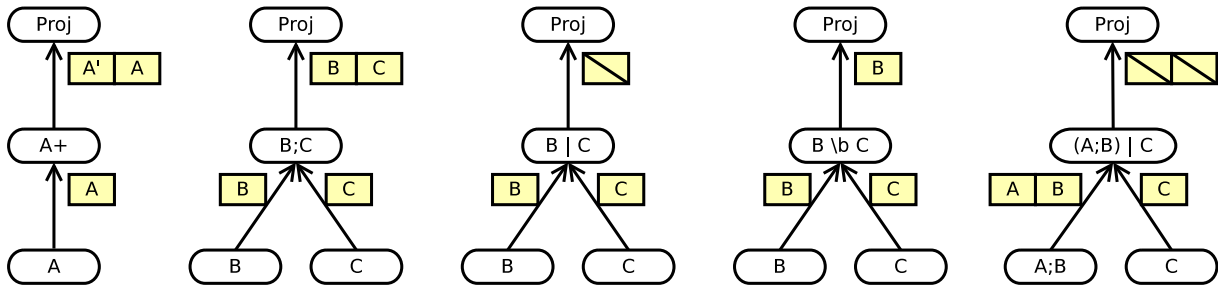 Proj Proj Proj Proj Proj
A' A B C B
A+ B;C B | C B \b C (A;B) | C
A B C B C B C A B C
A B C B C B C A;B C